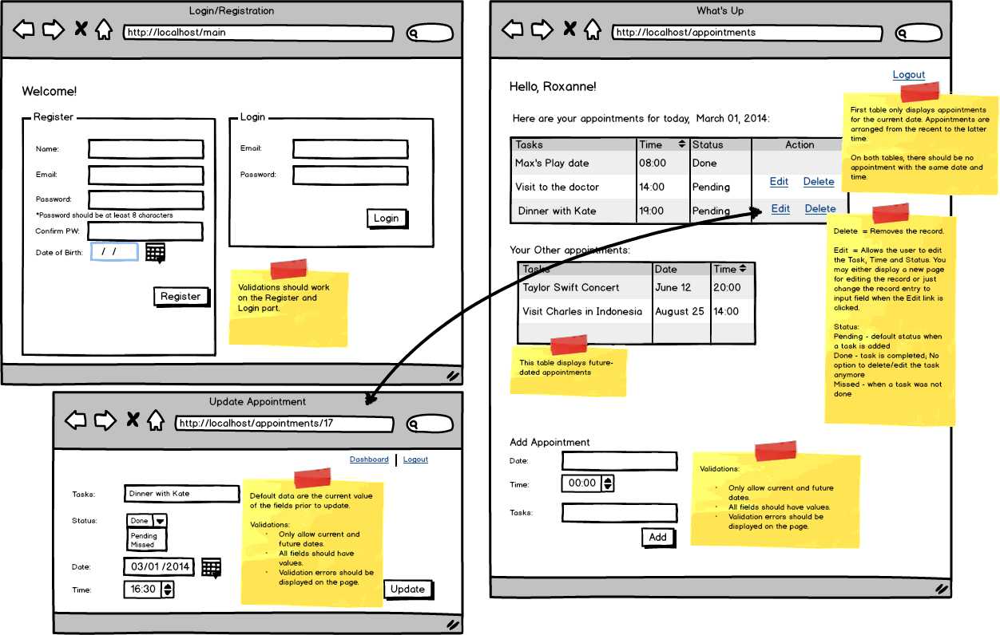 Login/Registration
http://localhost/main
Welcome!
Register
Name:
Email:
Password:
*Password should be at least 8 characters
Confirm PW:
Date of Birth:
/ /
Register
Login
Email:
Password:
Login
Validations should work
on the Register and
Login part.
What's Up
http://localhost/appointments
Logout
Hello, Roxanne!
Here are your appointments for today, March 01, 2014:
Tasks Time Status Action
Max's Play date 08:00 Done
Visit to the doctor 14:00 Pending Edit Delete
Dinner with Kate 19:00 Pending Edit Delete
First table only displays appointments
for the current date. Appointments are
arranged from the recent to the latter
time.
On both tables, there should be no
appointment with the same date and
time.
Delete = Removes the record.
Edit = Allows the user to edit
the Task, Time and Status. You
may either display a new page
for editing the record or just
change the record entry to
input field when the Edit link is
clicked.
Status:
Pending - default status when
a task is added
Done - task is completed; No
option to delete/edit the task
anymore
Missed - when a task was not
done
Your Other appointments:
Tasks Date Time
Taylor Swift Concert June 12 20:00
Visit Charles in Indonesia August 25 14:00
This table displays future-
dated appointments
Add Appointment
Date:
Time: 00:00
Tasks:
Add
Validations:
· Only allow current and future
dates.
· All fields should have values.
· Validation errors should be
displayed on the page.
Update Appointment
http://localhost/appointments/17
Dashboard Logout
Tasks: Dinner with Kate
Status: Done
Pending
Missed
Date: 03/01/2014
Time: 16:30
Default data are the current value
of the fields prior to update.
Validations:
· Only allow current and
future dates.
· All fields should have
values.
· Validation errors should be
displayed on the page.
Update